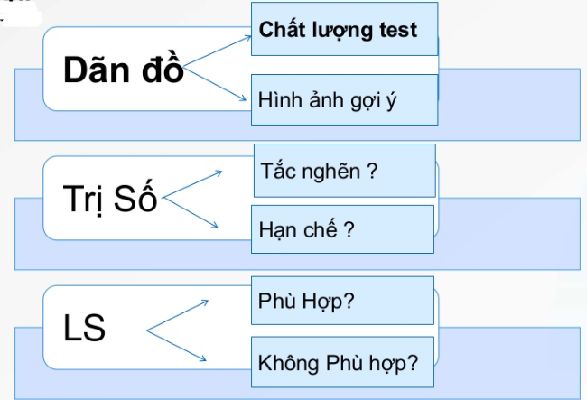 Chất lượng test
Dãn đồ
Hình ảnh gợi ý
Tắc nghẽn ?
Trị Số
Hạn chế ?
Phù Hợp?
LS
Không Phù hợp?